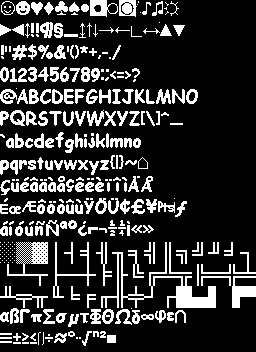 ☺☻♥♦♣♠•◘○◙♂♪♫☼
►◄↕‼¶§▬↨↑↓→←∟↔▲▼
!"#$%&'()*+,-./
0123456789:;<=>?
@ABCDEFGHIJKLMNO
PQRSTUVWXYZ[\]^_
`abcdefghijklmno
pqrstuvwxyz{|}~⌂
ÇüéâäàåçêëèïîìÄÅ
ÉæÆôöòûùÿÖÜ¢£¥₧ƒ
áíóúñÑªº¿⌐¬½¼¡«»
░▒▓│┤╡╢╖╕╣║╗╝╜╛┐
└┴┬├─┼╞╟╚╔╩╦╠═╬╧
╨╤╥╙╘╒╓╫╪┘┌█▄▌▐▀
αßΓπΣσµτΦΘΩδ∞φε∩
≡±≥≤⌠⌡÷≈°∙·√ⁿ²■